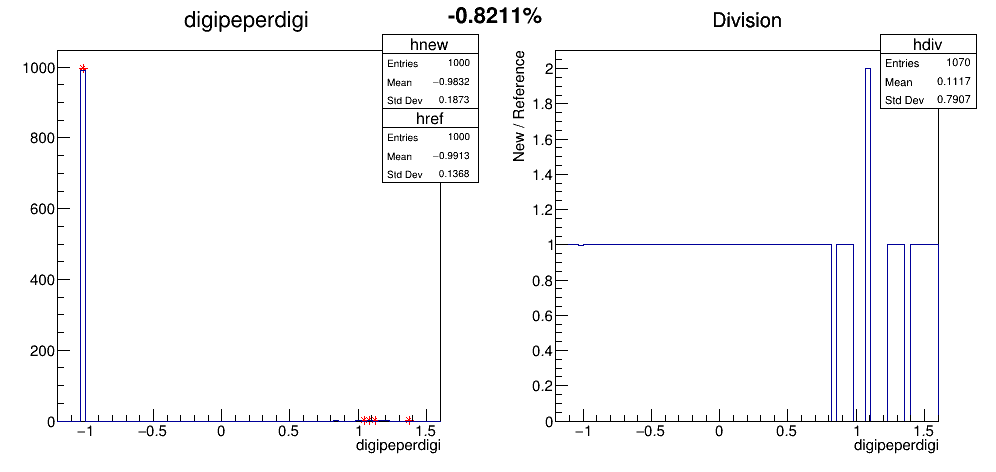 -0.8211%
digipeperdigi
hnew
Entries 1000
Mean −0.9832
Std Dev 0.1873
href
Entries 1000
Mean −0.9913
Std Dev 0.1368
1000
800
600
400
200
0
−1 −0.5 0 0.5 1 1.5
digipeperdigi
Division
hdiv
Entries 1070
Mean 0.1117
Std Dev 0.7907
New / Reference
2
1.8
1.6
1.4
1.2
1
0.8
0.6
0.4
0.2
0
−1 −0.5 0 0.5 1 1.5
digipeperdigi